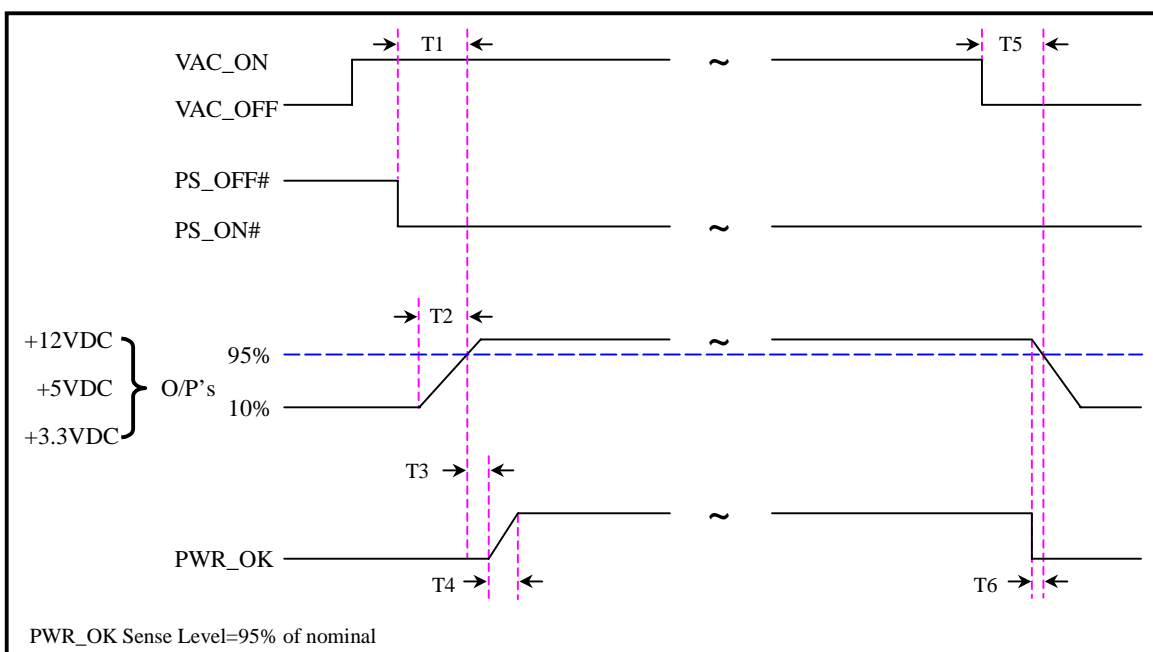 T1
T5
VAC_ON
~
VAC_OFF
PS_OFF#
PS_ON#
~
T2
+12VDC
95%
~
+5VDC
O/P's
10%
+3.3VDC
T3
~
PWR_OK
T4
T6
PWR_OK Sense Level=95% of nominal